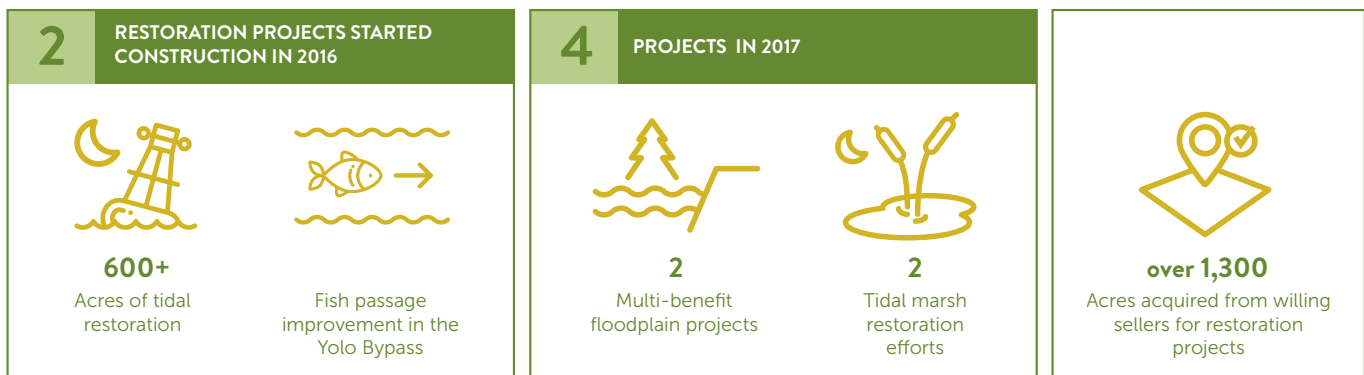 2
RESTORATION PROJECTS STARTED
CONSTRUCTION IN 2016
600+
Acres of tidal
restoration
Fish passage
improvement in the
Yolo Bypass
4
PROJECTS IN 2017
2
Multi-benefit
floodplain projects
2
Tidal marsh
restoration
efforts
over 1,300
Acres acquired from willing
sellers for restoration
projects